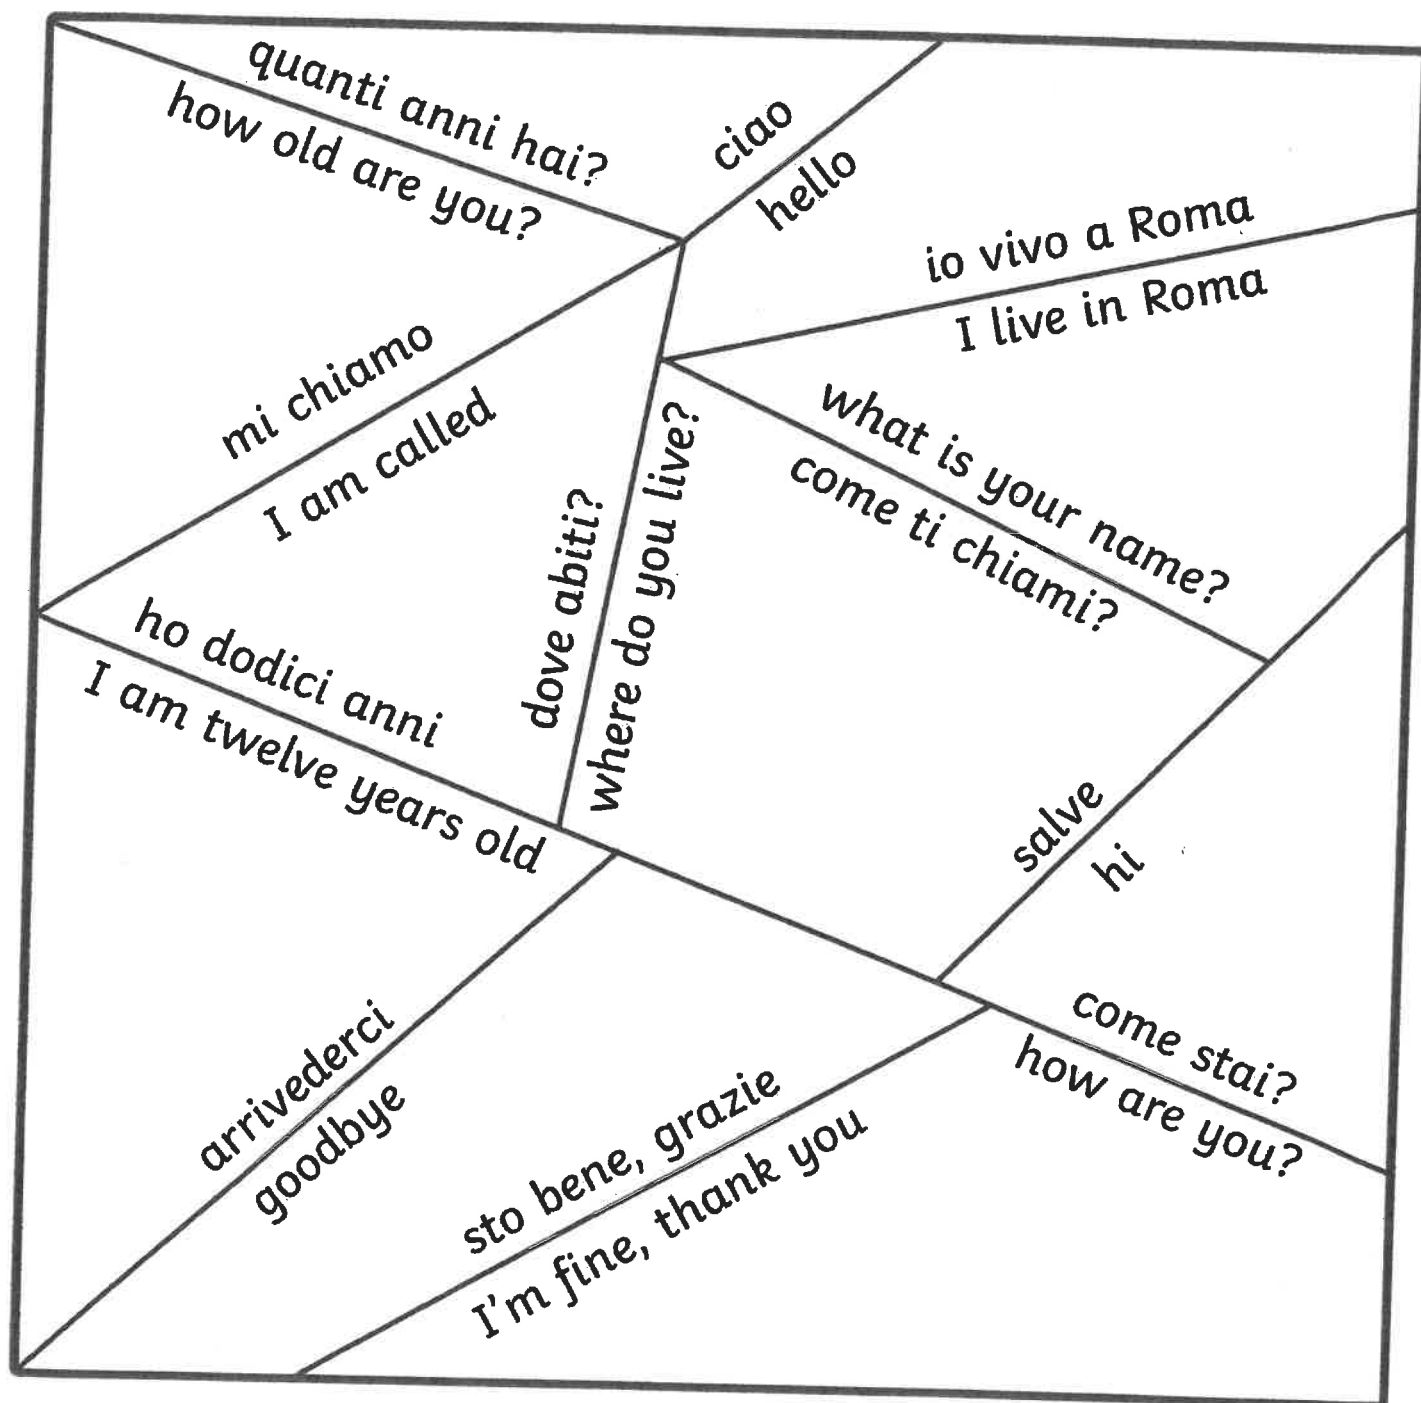 quanti anni hai?
how old are you?
ciao
hello
io vivo a Roma
I live in Roma
mi chiamo
I am called
what is your name?
come ti chiami?
dove abiti?
where do you live?
ho dodici anni
I am twelve years old
salve
hi
come stai?
how are you?
arrivederci
goodbye
sto bene, grazie
I'm fine, thank you